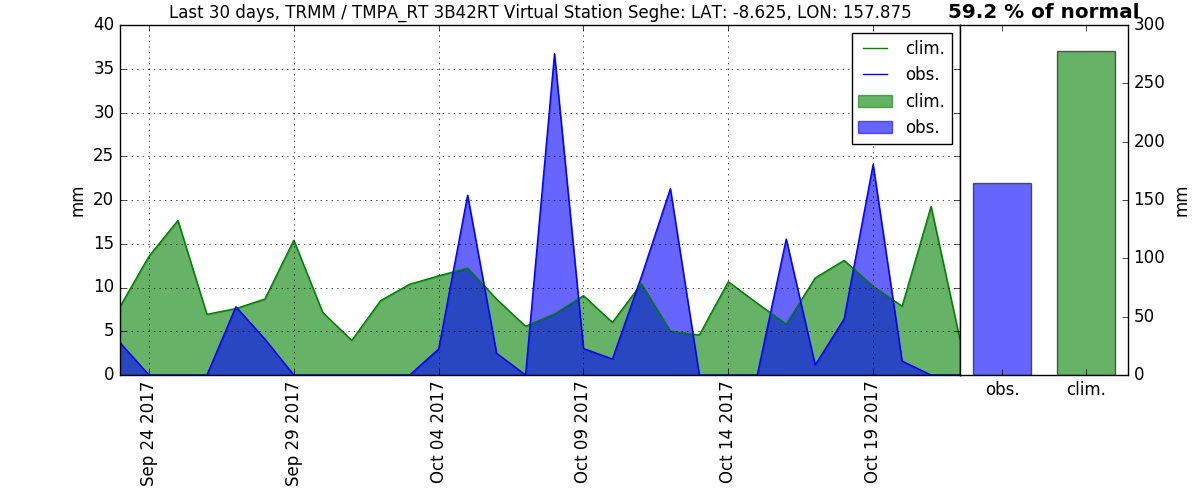 Last 30 days, TRMM / TMPA_RT 3B42RT Virtual Station Seghe: LAT: -8.625, LON: 157.875
59.2 % of normal
40
35
30
25
20
15
10
5
0
mm
clim.
obs.
clim.
obs.
Sep 24 2017
Sep 29 2017
Oct 04 2017
Oct 09 2017
Oct 14 2017
Oct 19 2017
300
250
200
150
100
50
0
mm
obs.
clim.